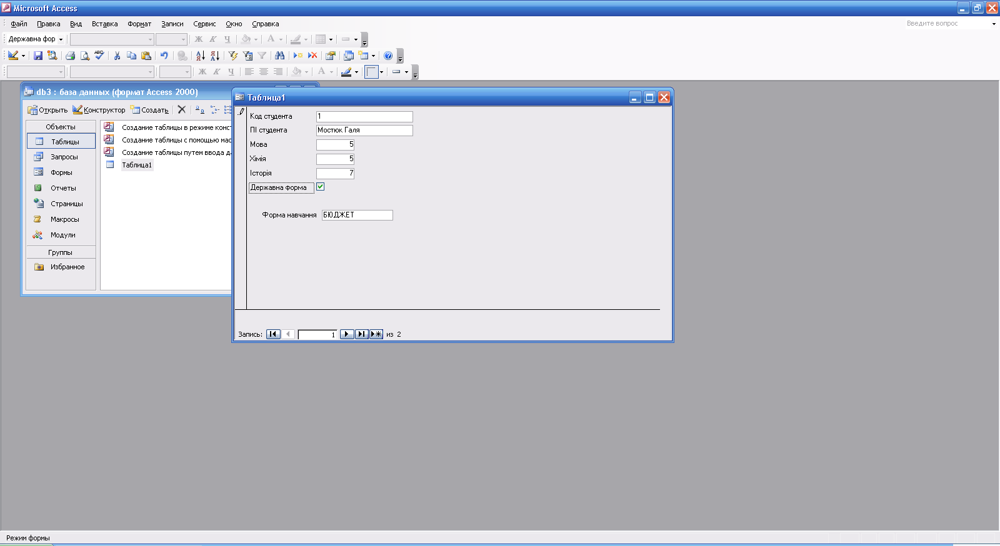 Microsoft Access
Файл Правка Вид Вставка Формат Записи Сервис Окно Справка
Введите вопрос
Державна фор
Ж К Ч А
Ж К Ч А
db3 : база данных (формат Access 2000)
Открыть Конструктор Создать
Объекты
Таблицы
Запросы
Формы
Отчеты
Страницы
Макросы
Модули
Группы
Избранное
Создание таблицы в режиме конст
Создание таблицы с помощью мас
Создание таблицы путем ввода да
Таблица1
Таблица1
Код студента 1
ПІ студента Мостюк Галя
Мова 5
Хімія 5
Історія 7
Державна форма
Форма навчання БЮДЖЕТ
Запись: 1 из 2
Режим формы